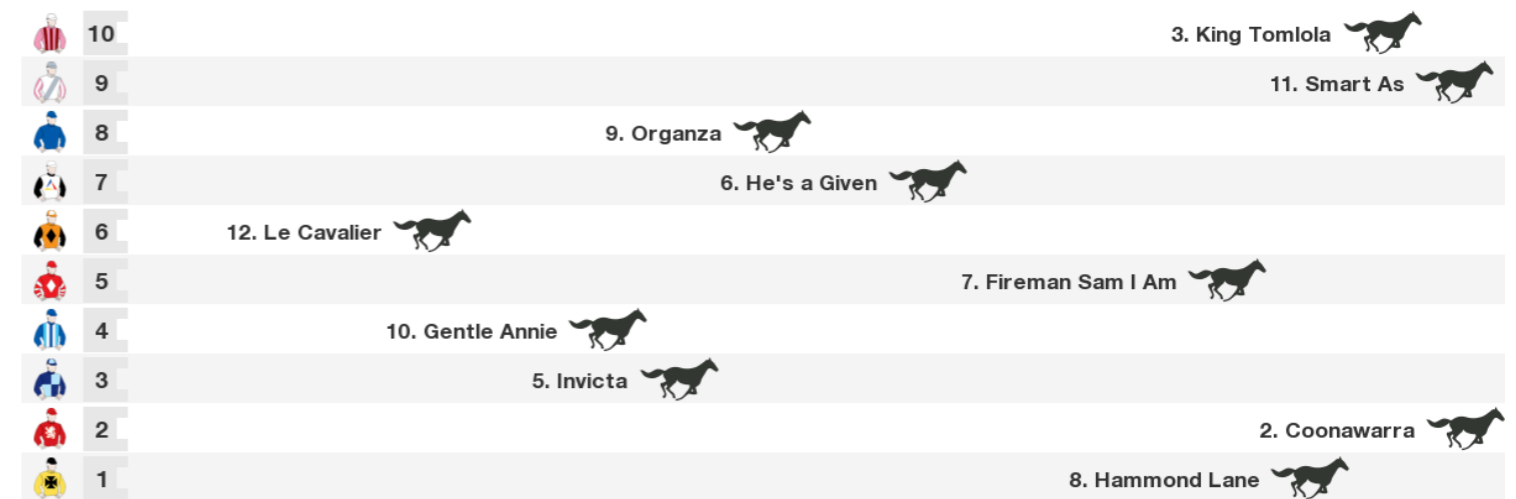 10 3. King Tomlola
9 11. Smart As
8 9. Organza
7 6. He's a Given
6 12. Le Cavalier
5 7. Fireman Sam I Am
4 10. Gentle Annie
3 5. Invicta
2 2. Coonawarra
1 8. Hammond Lane